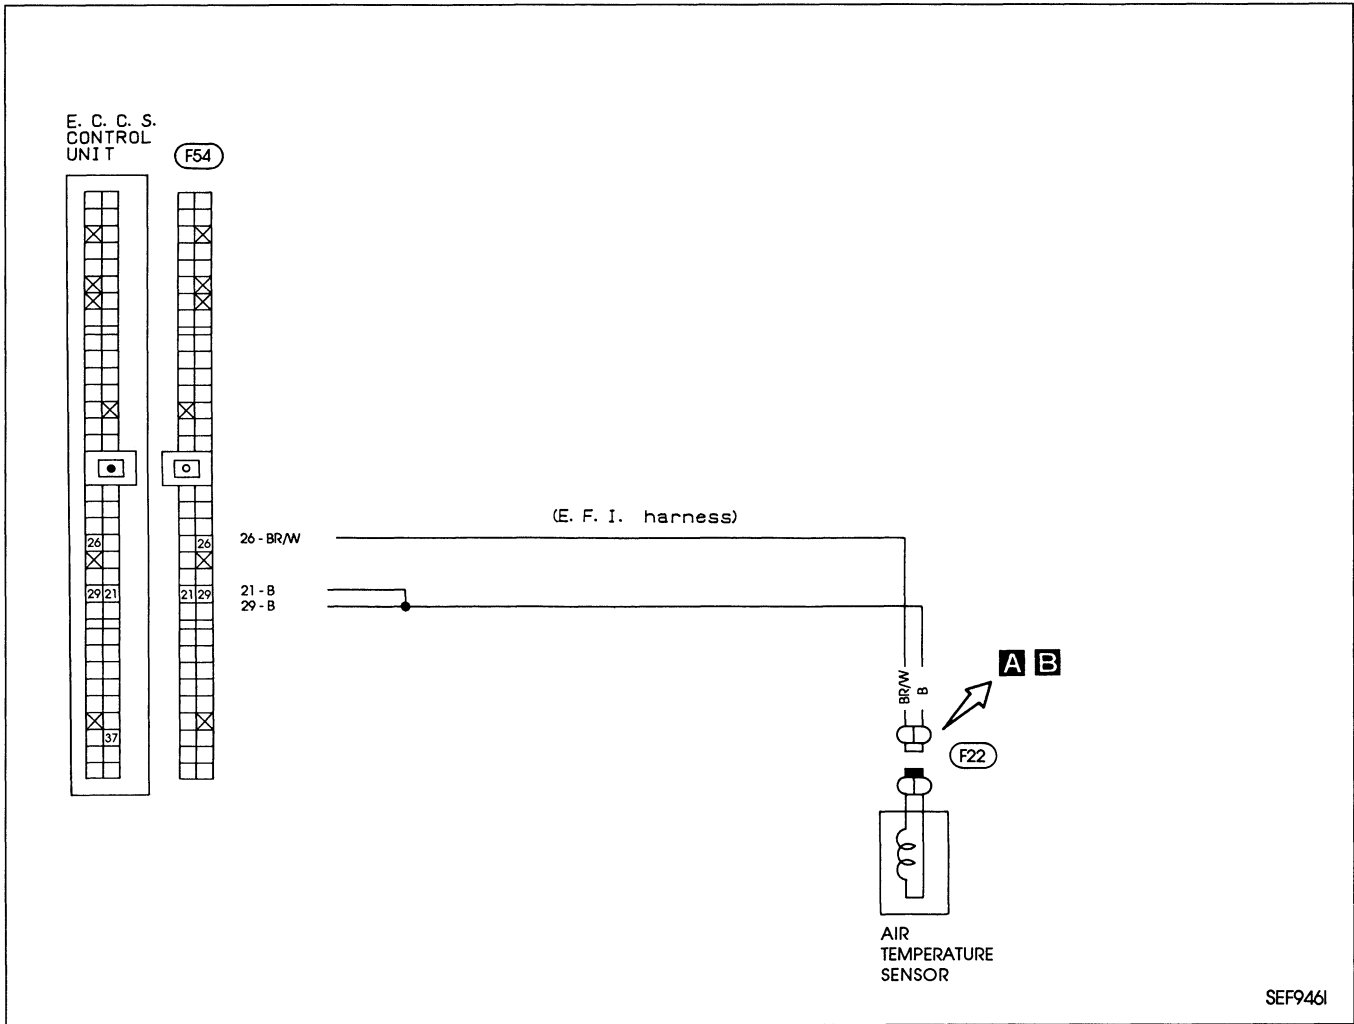 E. C. C. S.
CONTROL
UNIT
F54
(E. F. I. harness)
26
26
26 - BR/W
29 21
21 29
21 - B
29 - B
A B
BR/W
B
37
F22
AIR
TEMPERATURE
SENSOR
SEF946I